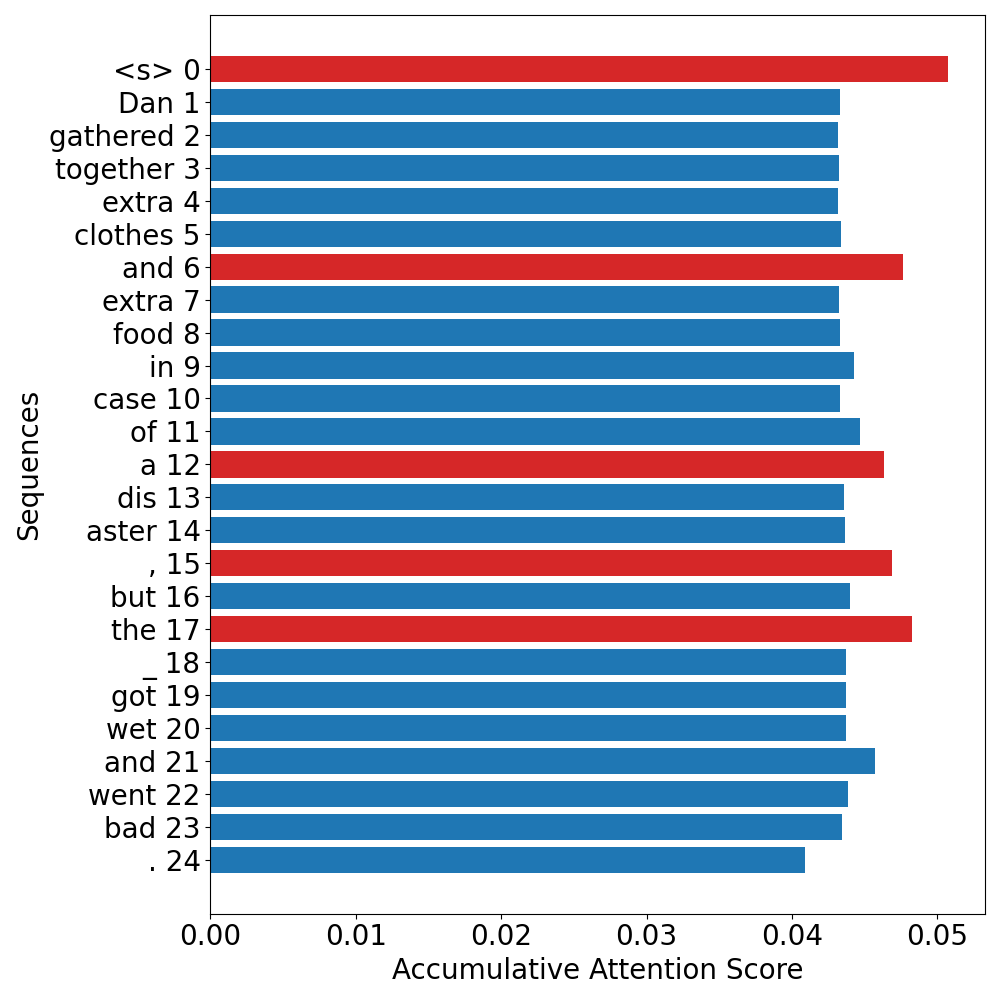 <s> 0
Dan 1
gathered 2
together 3
extra 4
clothes 5
and 6
extra 7
food 8
in 9
case 10
of 11
a 12
dis 13
aster 14
, 15
but 16
the 17
_ 18
got 19
wet 20
and 21
went 22
bad 23
. 24
Sequences
0.00 0.01 0.02 0.03 0.04 0.05
Accumulative Attention Score